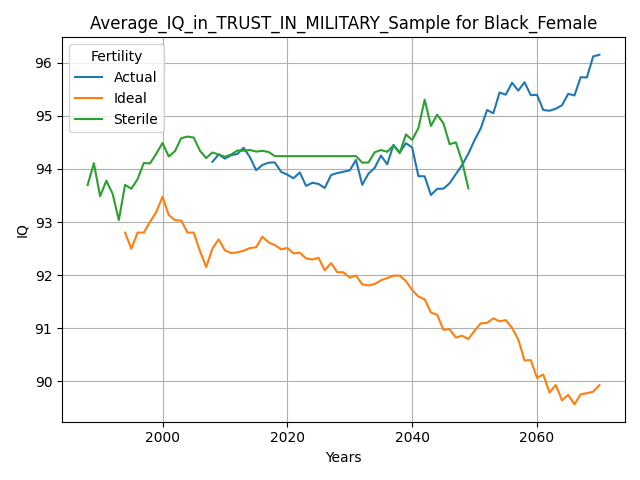 Average_IQ_in_TRUST_IN_MILITARY_Sample for Black_Female
Fertility
Actual
Ideal
Sterile
96
95
94
93
92
91
90
IQ
2000
2020
2040
2060
Years